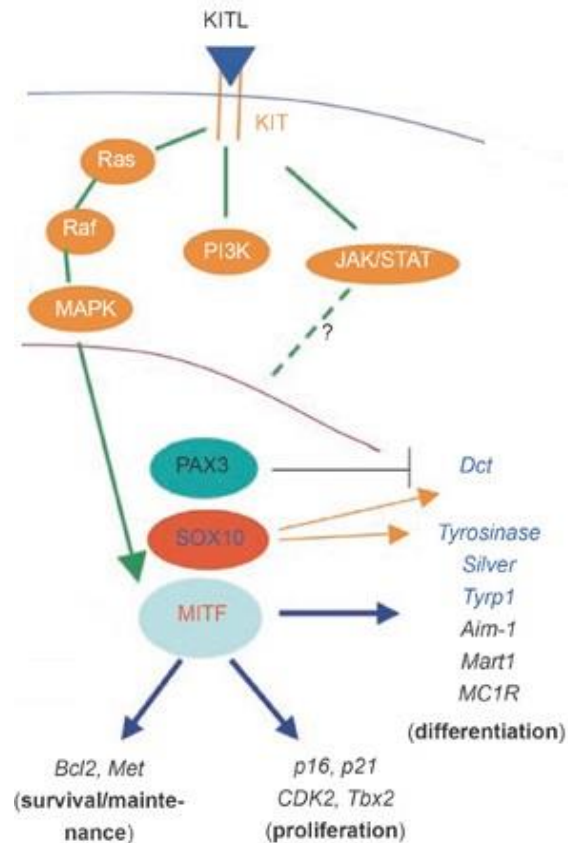 KITL
KIT
Ras
Raf
PI3K
JAK/STAT
MAPK
?
PAX3
Dct
SOX10
Tyrosinase
Silver
MITF
Tyrp1
Aim-1
Mart1
MC1R
(differentiation)
Bcl2, Met
(survival/mainte-
nance)
p16, p21
CDK2, Tbx2
(proliferation)